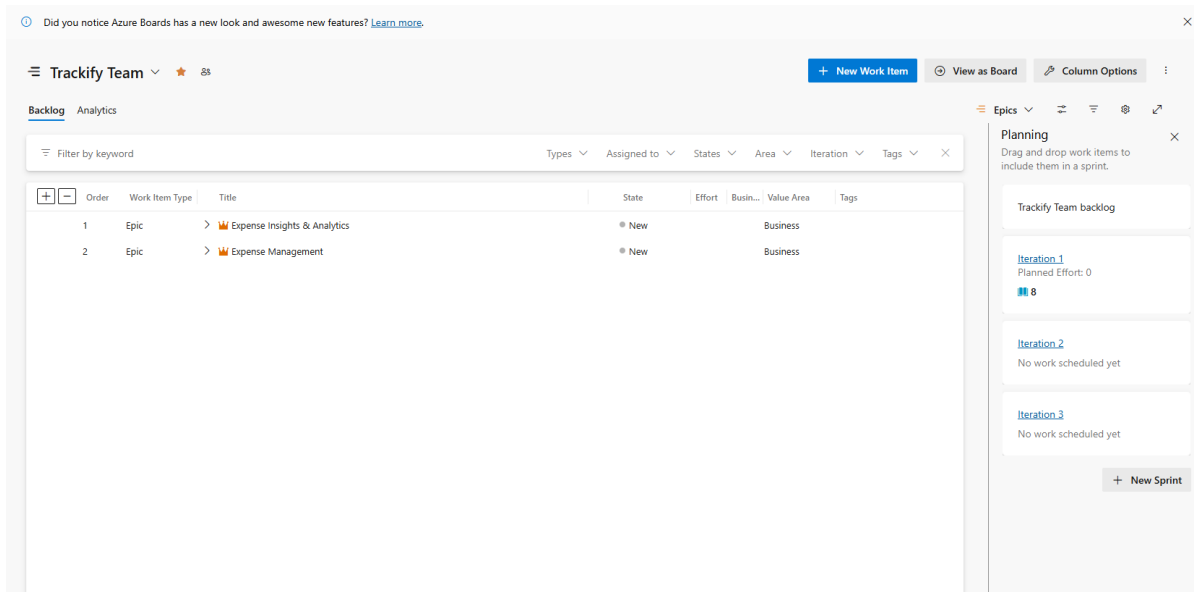 Did you notice Azure Boards has a new look and awesome new features? Learn more.
Trackify Team
+ New Work Item
View as Board
Column Options
Backlog
Analytics
Epics
Filter by keyword
Types
Assigned to
States
Area
Iteration
Tags
Order
Work Item Type
Title
State
Effort
Busin...
Value Area
Tags
1
Epic
Expense Insights & Analytics
New
Business
2
Epic
Expense Management
New
Business
Planning
Drag and drop work items to
include them in a sprint.
Trackify Team backlog
Iteration 1
Planned Effort: 0
8
Iteration 2
No work scheduled yet
Iteration 3
No work scheduled yet
+ New Sprint